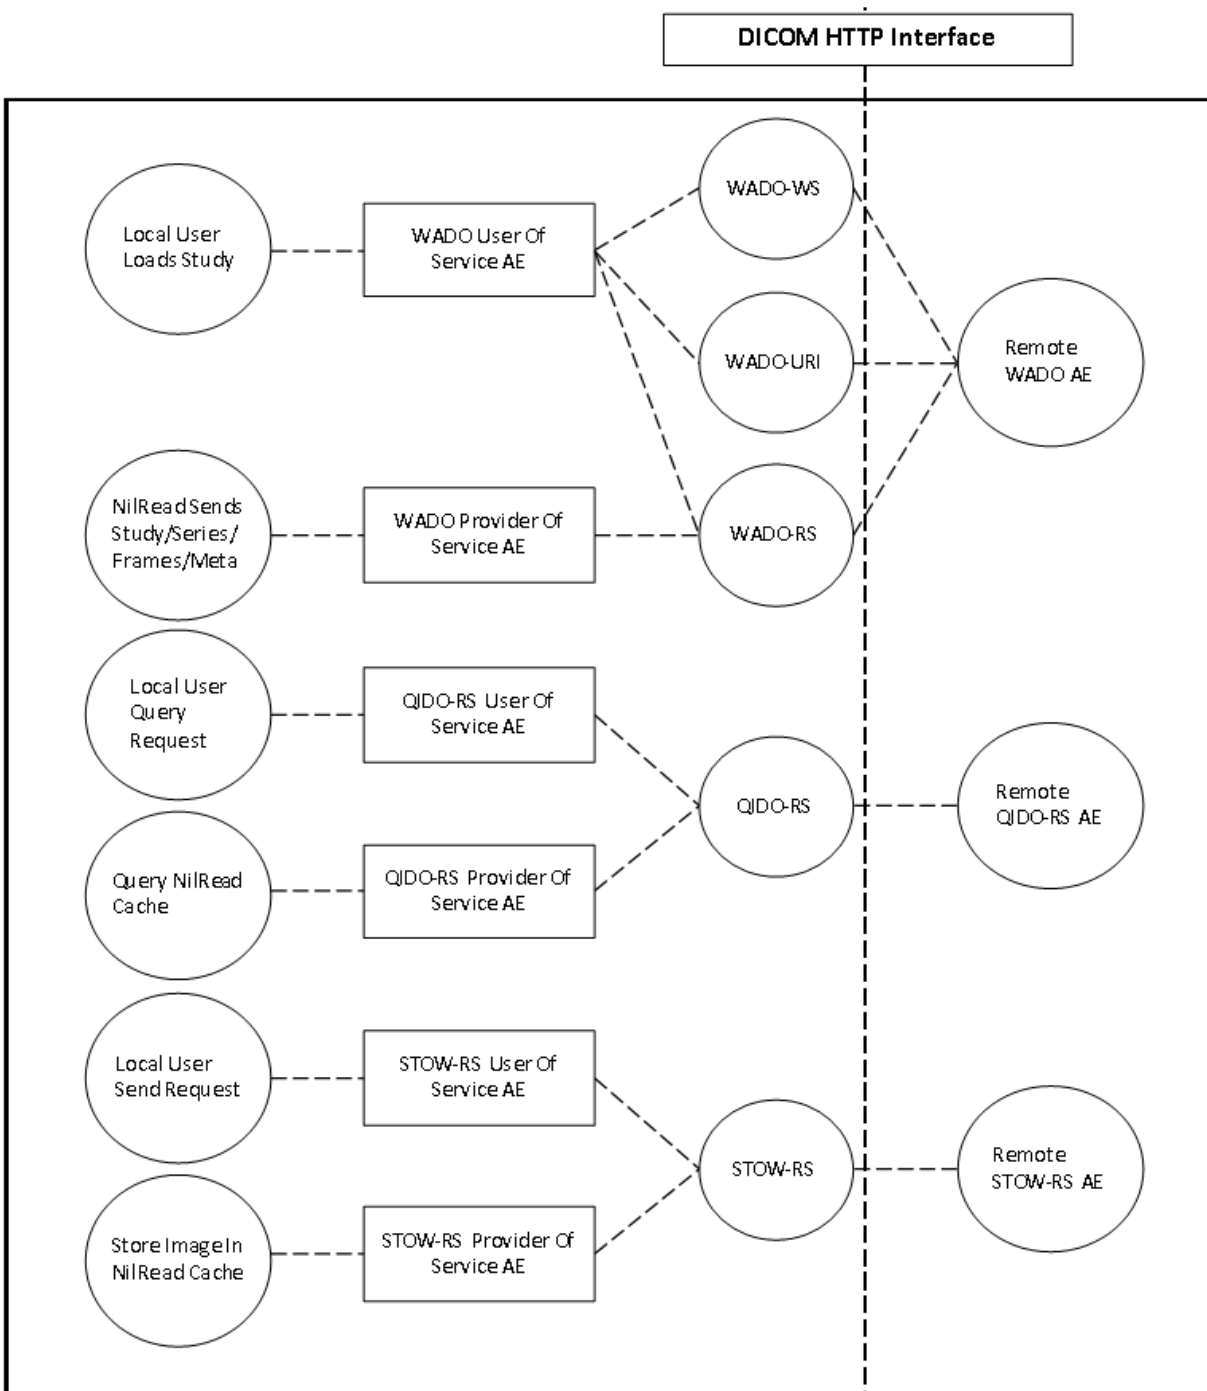 DICOM HTTP Interface
WADO-WS
Local User
Loads Study
WADO User Of
Service AE
WADO-URI
Remote
WADO AE
NilRead Sends
Study/Series/
Frames/Meta
WADO Provider Of
Service AE
WADO-RS
Local User
Query
Request
QIDO-RS User Of
Service AE
QIDO-RS
Remote
QIDO-RS AE
Query NilRead
Cache
QIDO-RS Provider Of
Service AE
Local User
Send Request
STOW-RS User Of
Service AE
STOW-RS
Remote
STOW-RS AE
Store Image In
NilRead Cache
STOW-RS Provider Of
Service AE